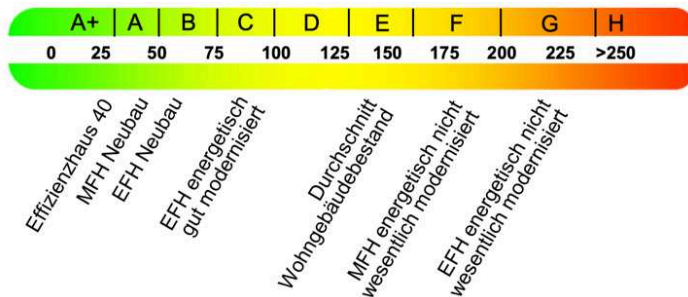 A+ A B C D E F G H
0 25 50 75 100 125 150 175 200 225 >250
Effizienzhaus 40
MFH Neubau
EFH Neubau
EFH energetisch
gut modernisiert
Durchschnitt
Wohngebäudebestand
MFH energetisch nicht
wesentlich modernisiert
EFH energetisch nicht
wesentlich modernisiert